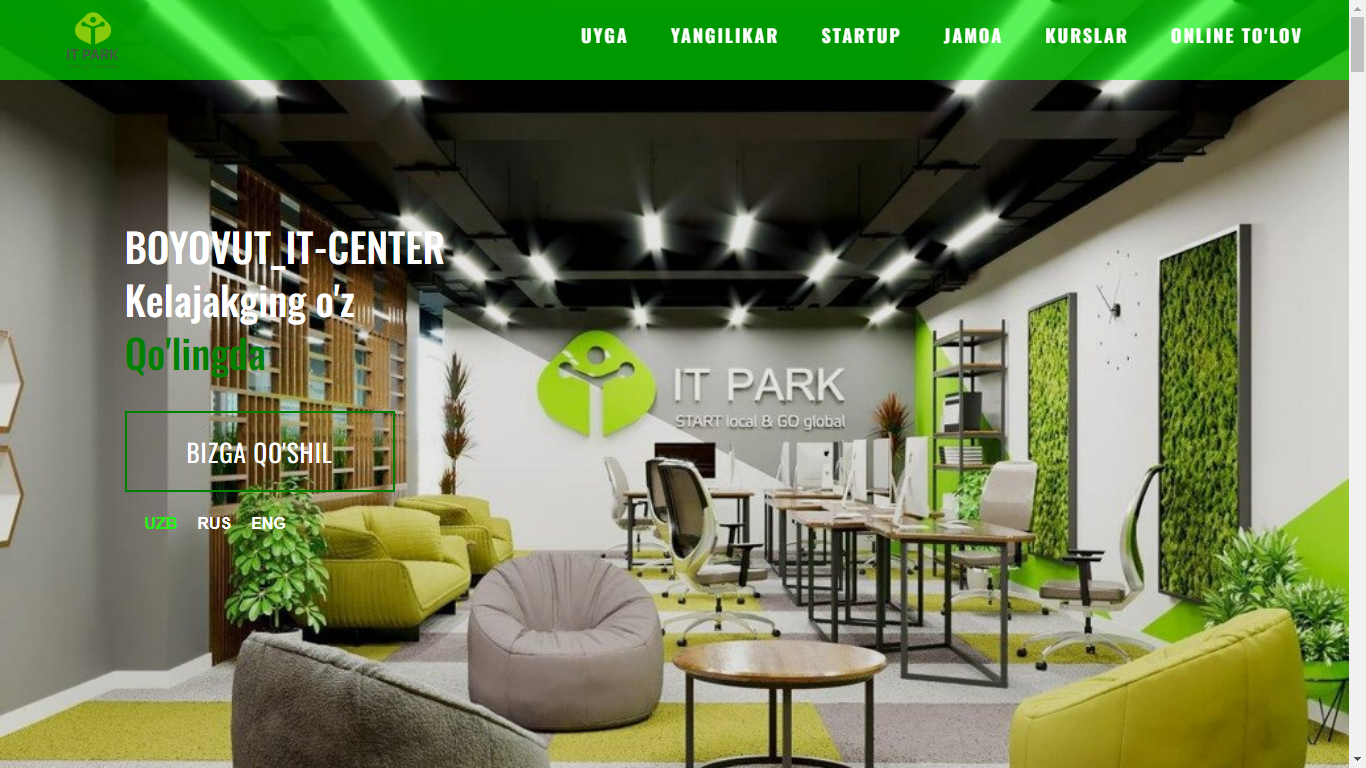 IT PARK
UYGA YANGILIKAR STARTUP JAMOA KURSLAR ONLINE TO'LOV
BOYOVUT_IT-CENTER
Kelajakging o'z
Qo'lingda
IT PARK
START local & GO global
BIZGA QO'SHIL
UZB RUS ENG